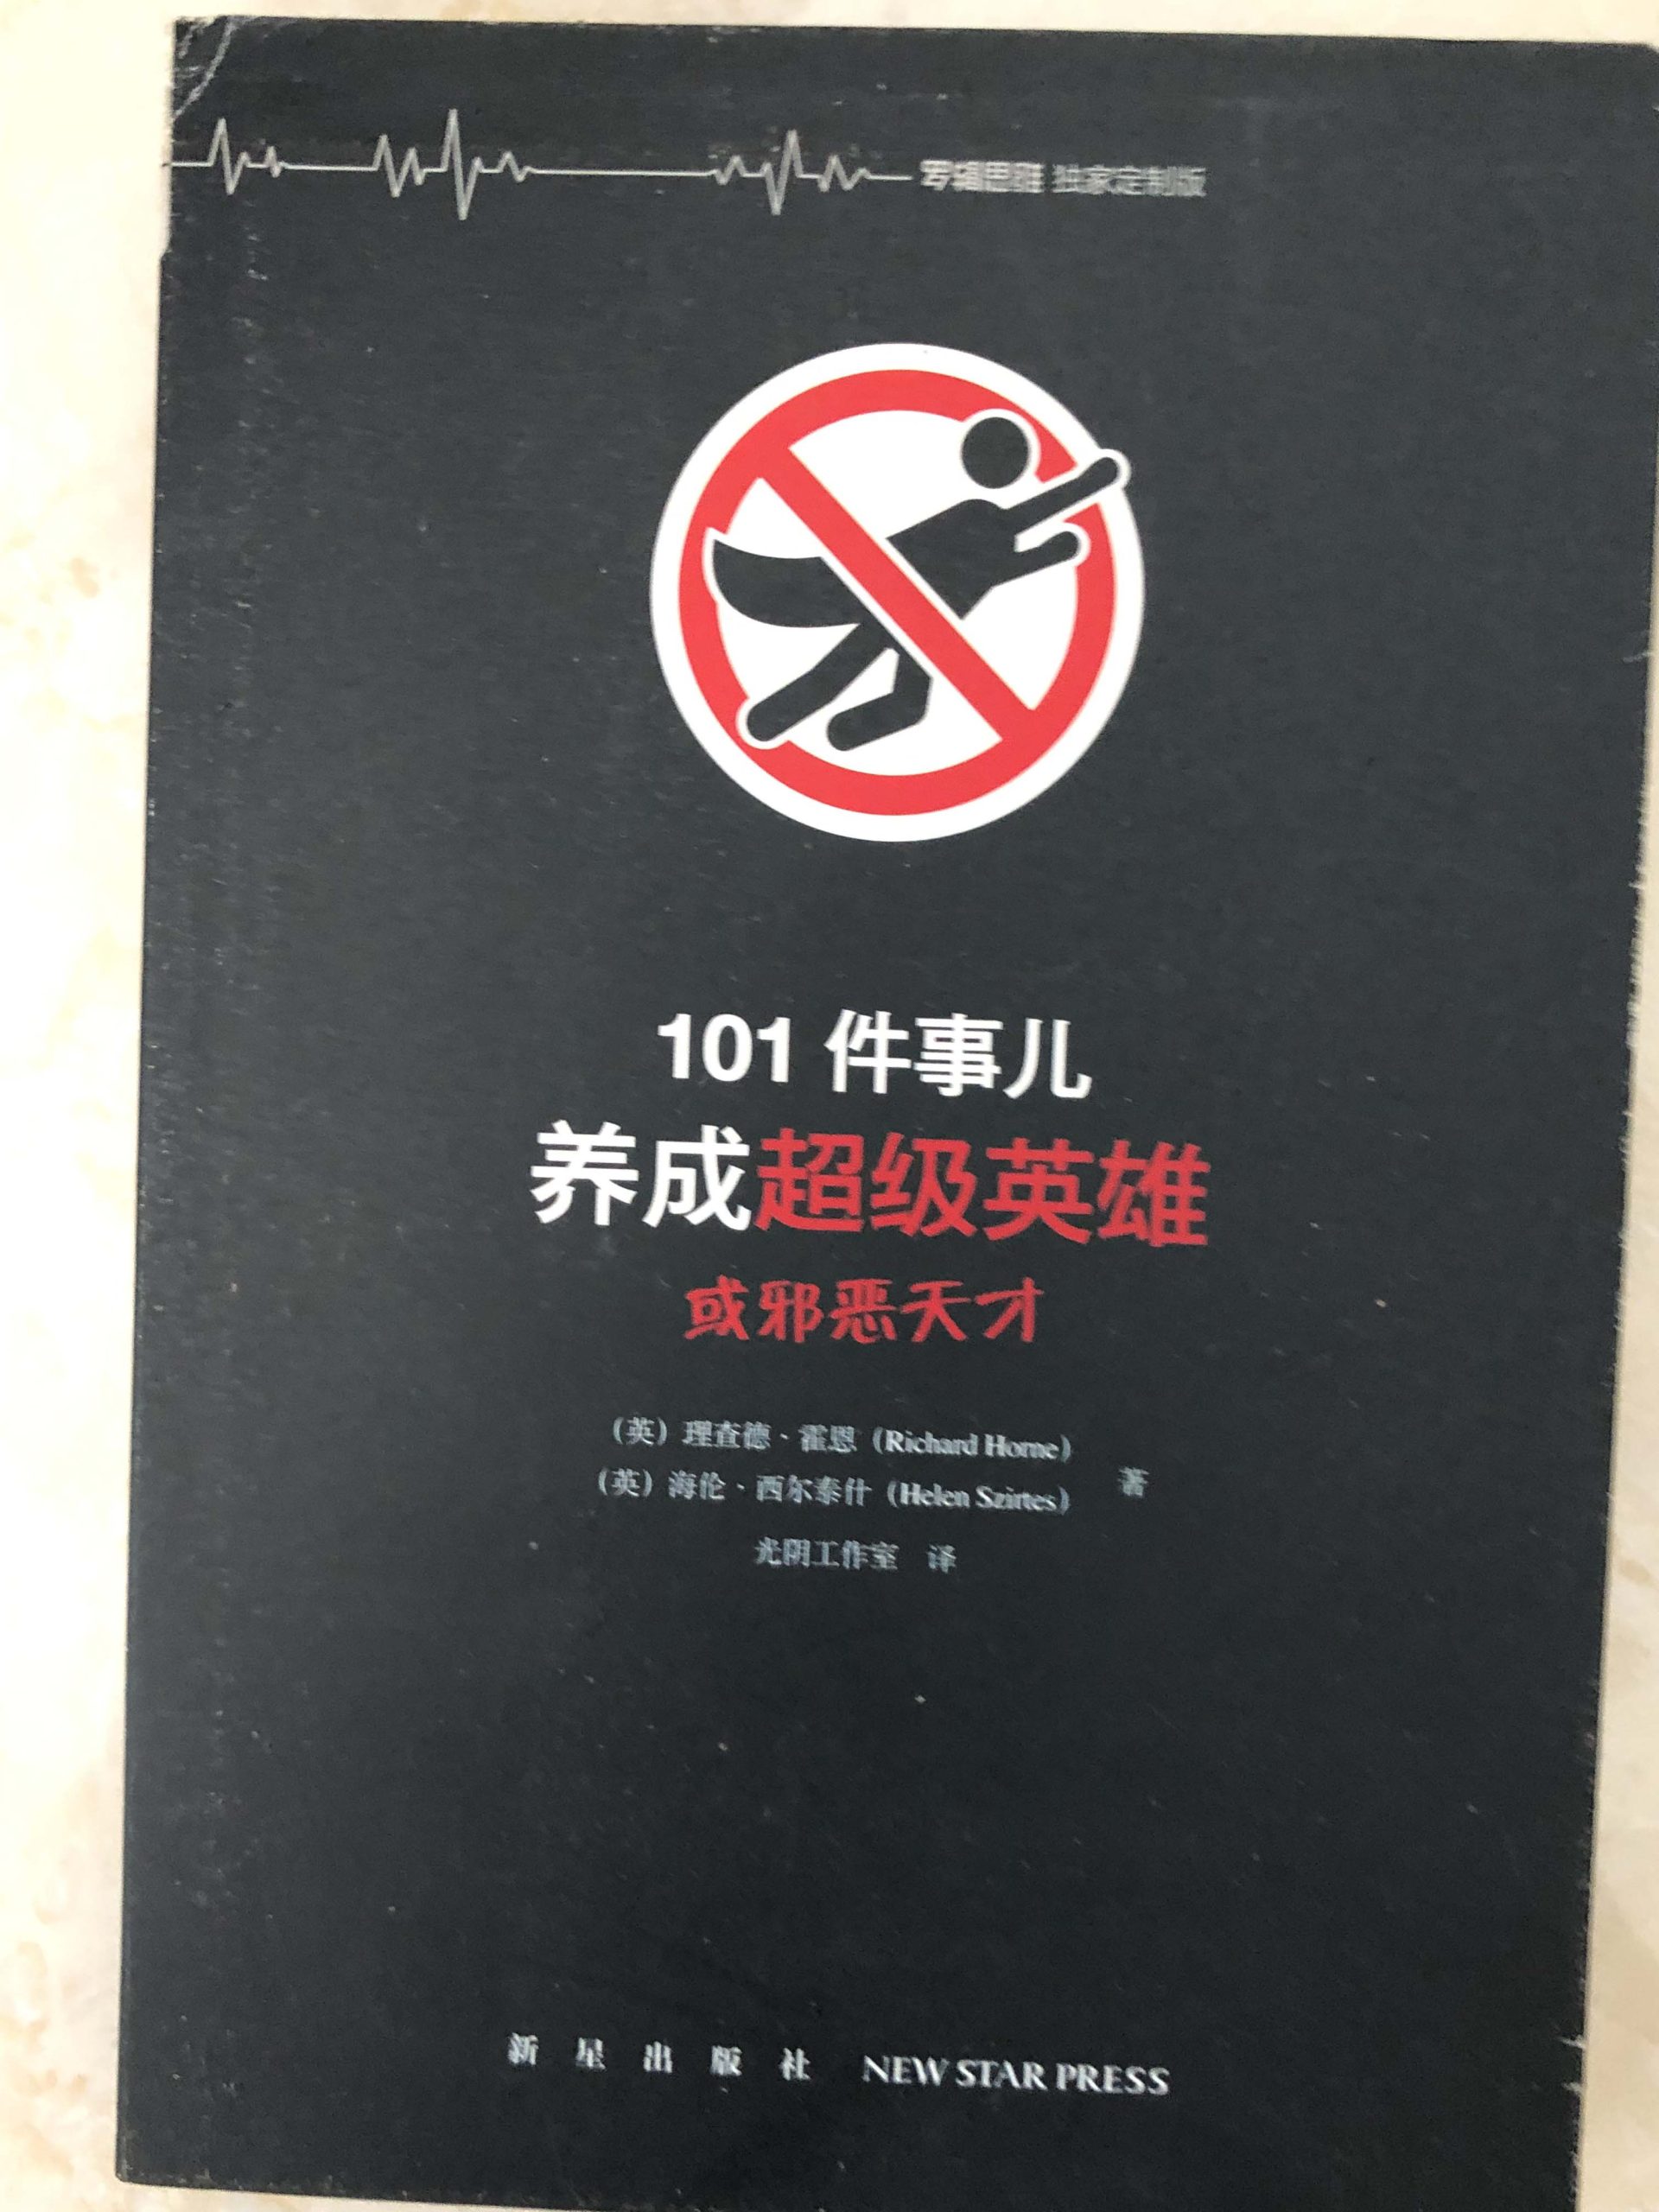 罗辑思维 独家定制版
101 件事儿
养成超级英雄
或邪恶天才
（英）理查德·霍恩（Richard Horne）
（英）海伦·西尔泰什（Helen Szirtes） 著
光阴工作室 译
新星出版社 NEW STAR PRESS